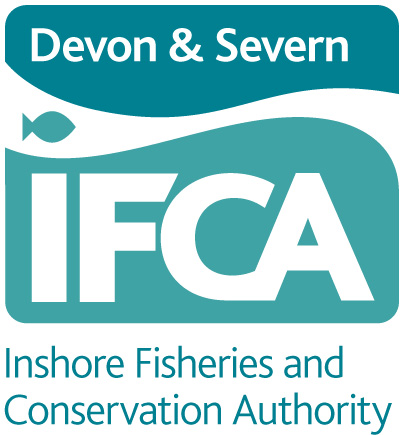 Devon & Severn
IFCA
Inshore Fisheries and
Conservation Authority